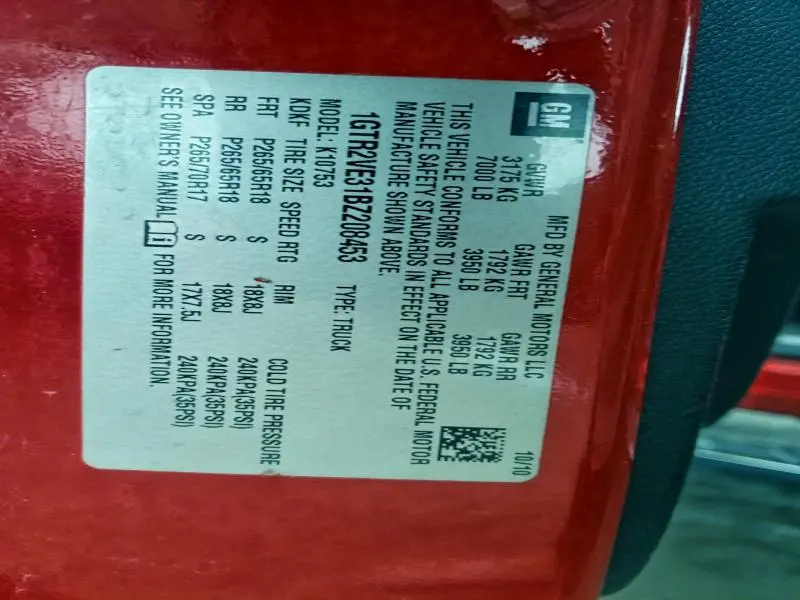 GM
MFD BY GENERAL MOTORS LLC 10/10
GVWR GAWR FRT GAWR RR
3175 KG 1792 KG 1792 KG
7000 LB 3950 LB 3950 LB
THIS VEHICLE CONFORMS TO ALL APPLICABLE U.S. FEDERAL MOTOR
VEHICLE SAFETY STANDARDS IN EFFECT ON THE DATE OF
MANUFACTURE SHOWN ABOVE.
1GTR2VE31BZ208453 TYPE: TRUCK
MODEL: K10753
KDKF TIRE SIZE SPEED RTG RIM COLD TIRE PRESSURE
FRT P265/65R18 S 18X8J 240KPA(35PSI)
RR P265/65R18 S 18X8J 240KPA(35PSI)
SPA P265/70R17 S 17X7.5J 240KPA(35PSI)
SEE OWNER'S MANUAL FOR MORE INFORMATION.